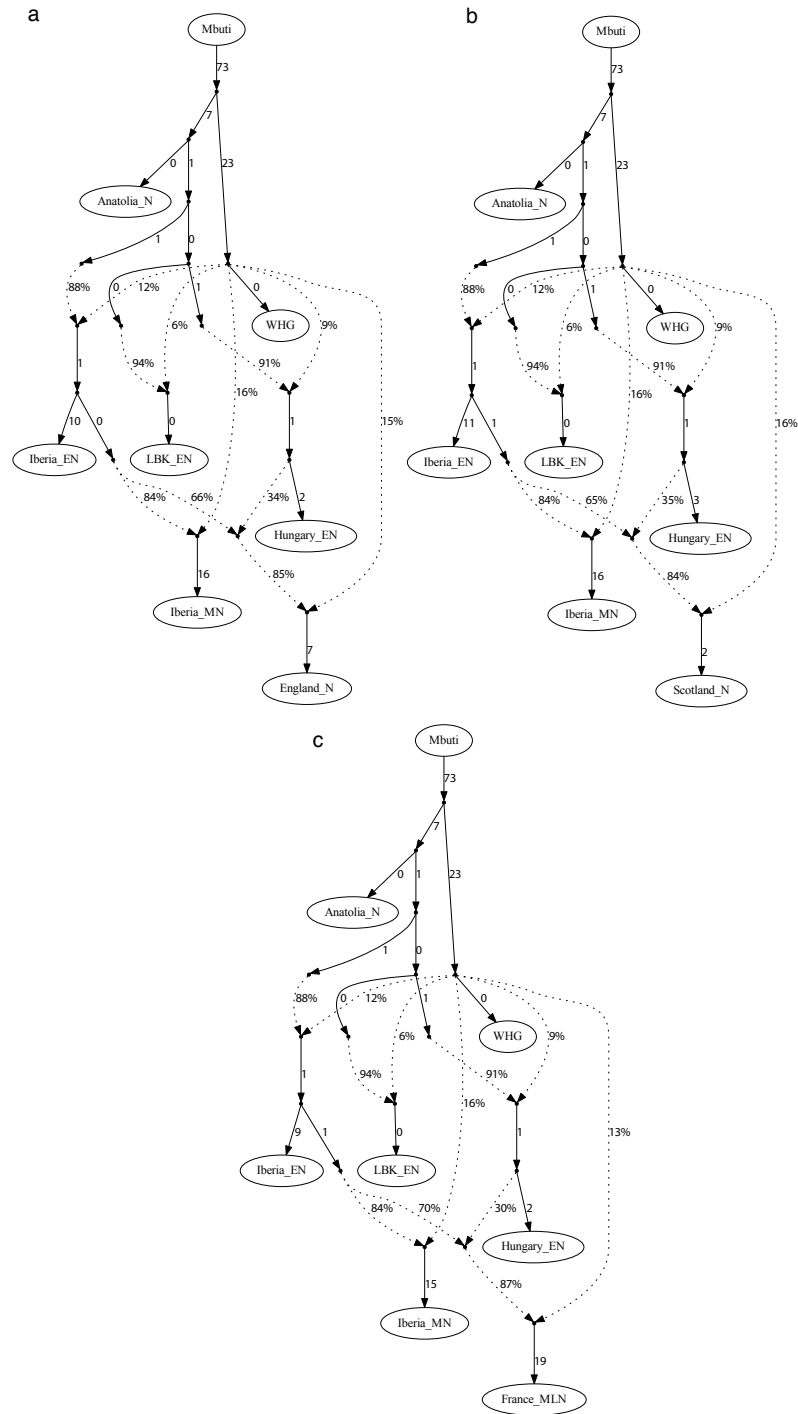 a
Mbuti
73
7
0 1 23
Anatolia_N
1 0
88% 0 12% 1 0
6% WHG 9%
94% 91%
1 16% 15%
10 0 0 1
Iberia_EN LBK_EN
84% 66% 34% 2
Hungary_EN
16 85%
Iberia_MN
7
England_N
b
Mbuti
73
7
0 1 23
Anatolia_N
1 0
88% 0 12% 1 0
6% WHG 9%
94% 91%
1 16% 16%
11 1 0 1
Iberia_EN LBK_EN
84% 65% 35% 3
Hungary_EN
16 84%
Iberia_MN
2
Scotland_N
c
Mbuti
73
7
0 1 23
Anatolia_N
1 0
88% 0 12% 1 0
6% WHG 9%
94% 91%
1 16% 13%
9 1 0 1
Iberia_EN LBK_EN
84% 70% 30% 2
Hungary_EN
15 87%
Iberia_MN
19
France_MLN